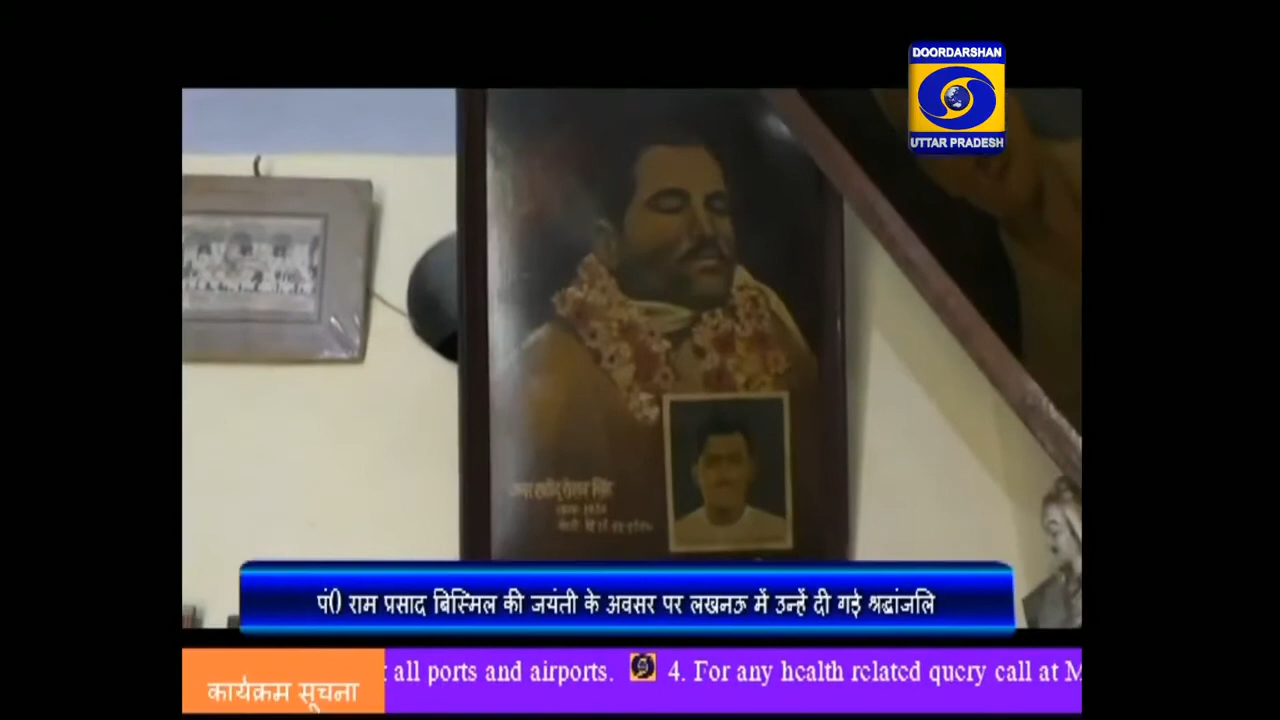 DOORDARSHAN
UTTAR PRADESH
पं0 राम प्रसाद बिस्मिल की जयंती के अवसर पर लखनऊ में उन्हें दी गई श्रद्धांजलि
कार्यक्रम सूचना
all ports and airports. 4. For any health related query call at M